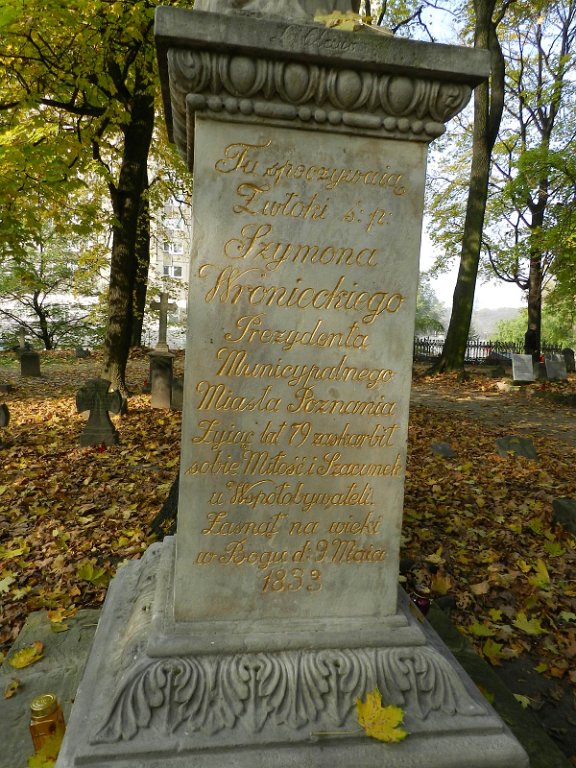 Tu spoczywaią
Zwłoki ś: p:
Szymona
Wronieckiego
Prezydenta
Municypalnego
Miasta Poznania
Żyiąc lat 79 zaskarbił
sobie Miłość i Szacunek
u Współobywateli.
Zasnął na wieki
w Bogu d: 9 Maia
1833